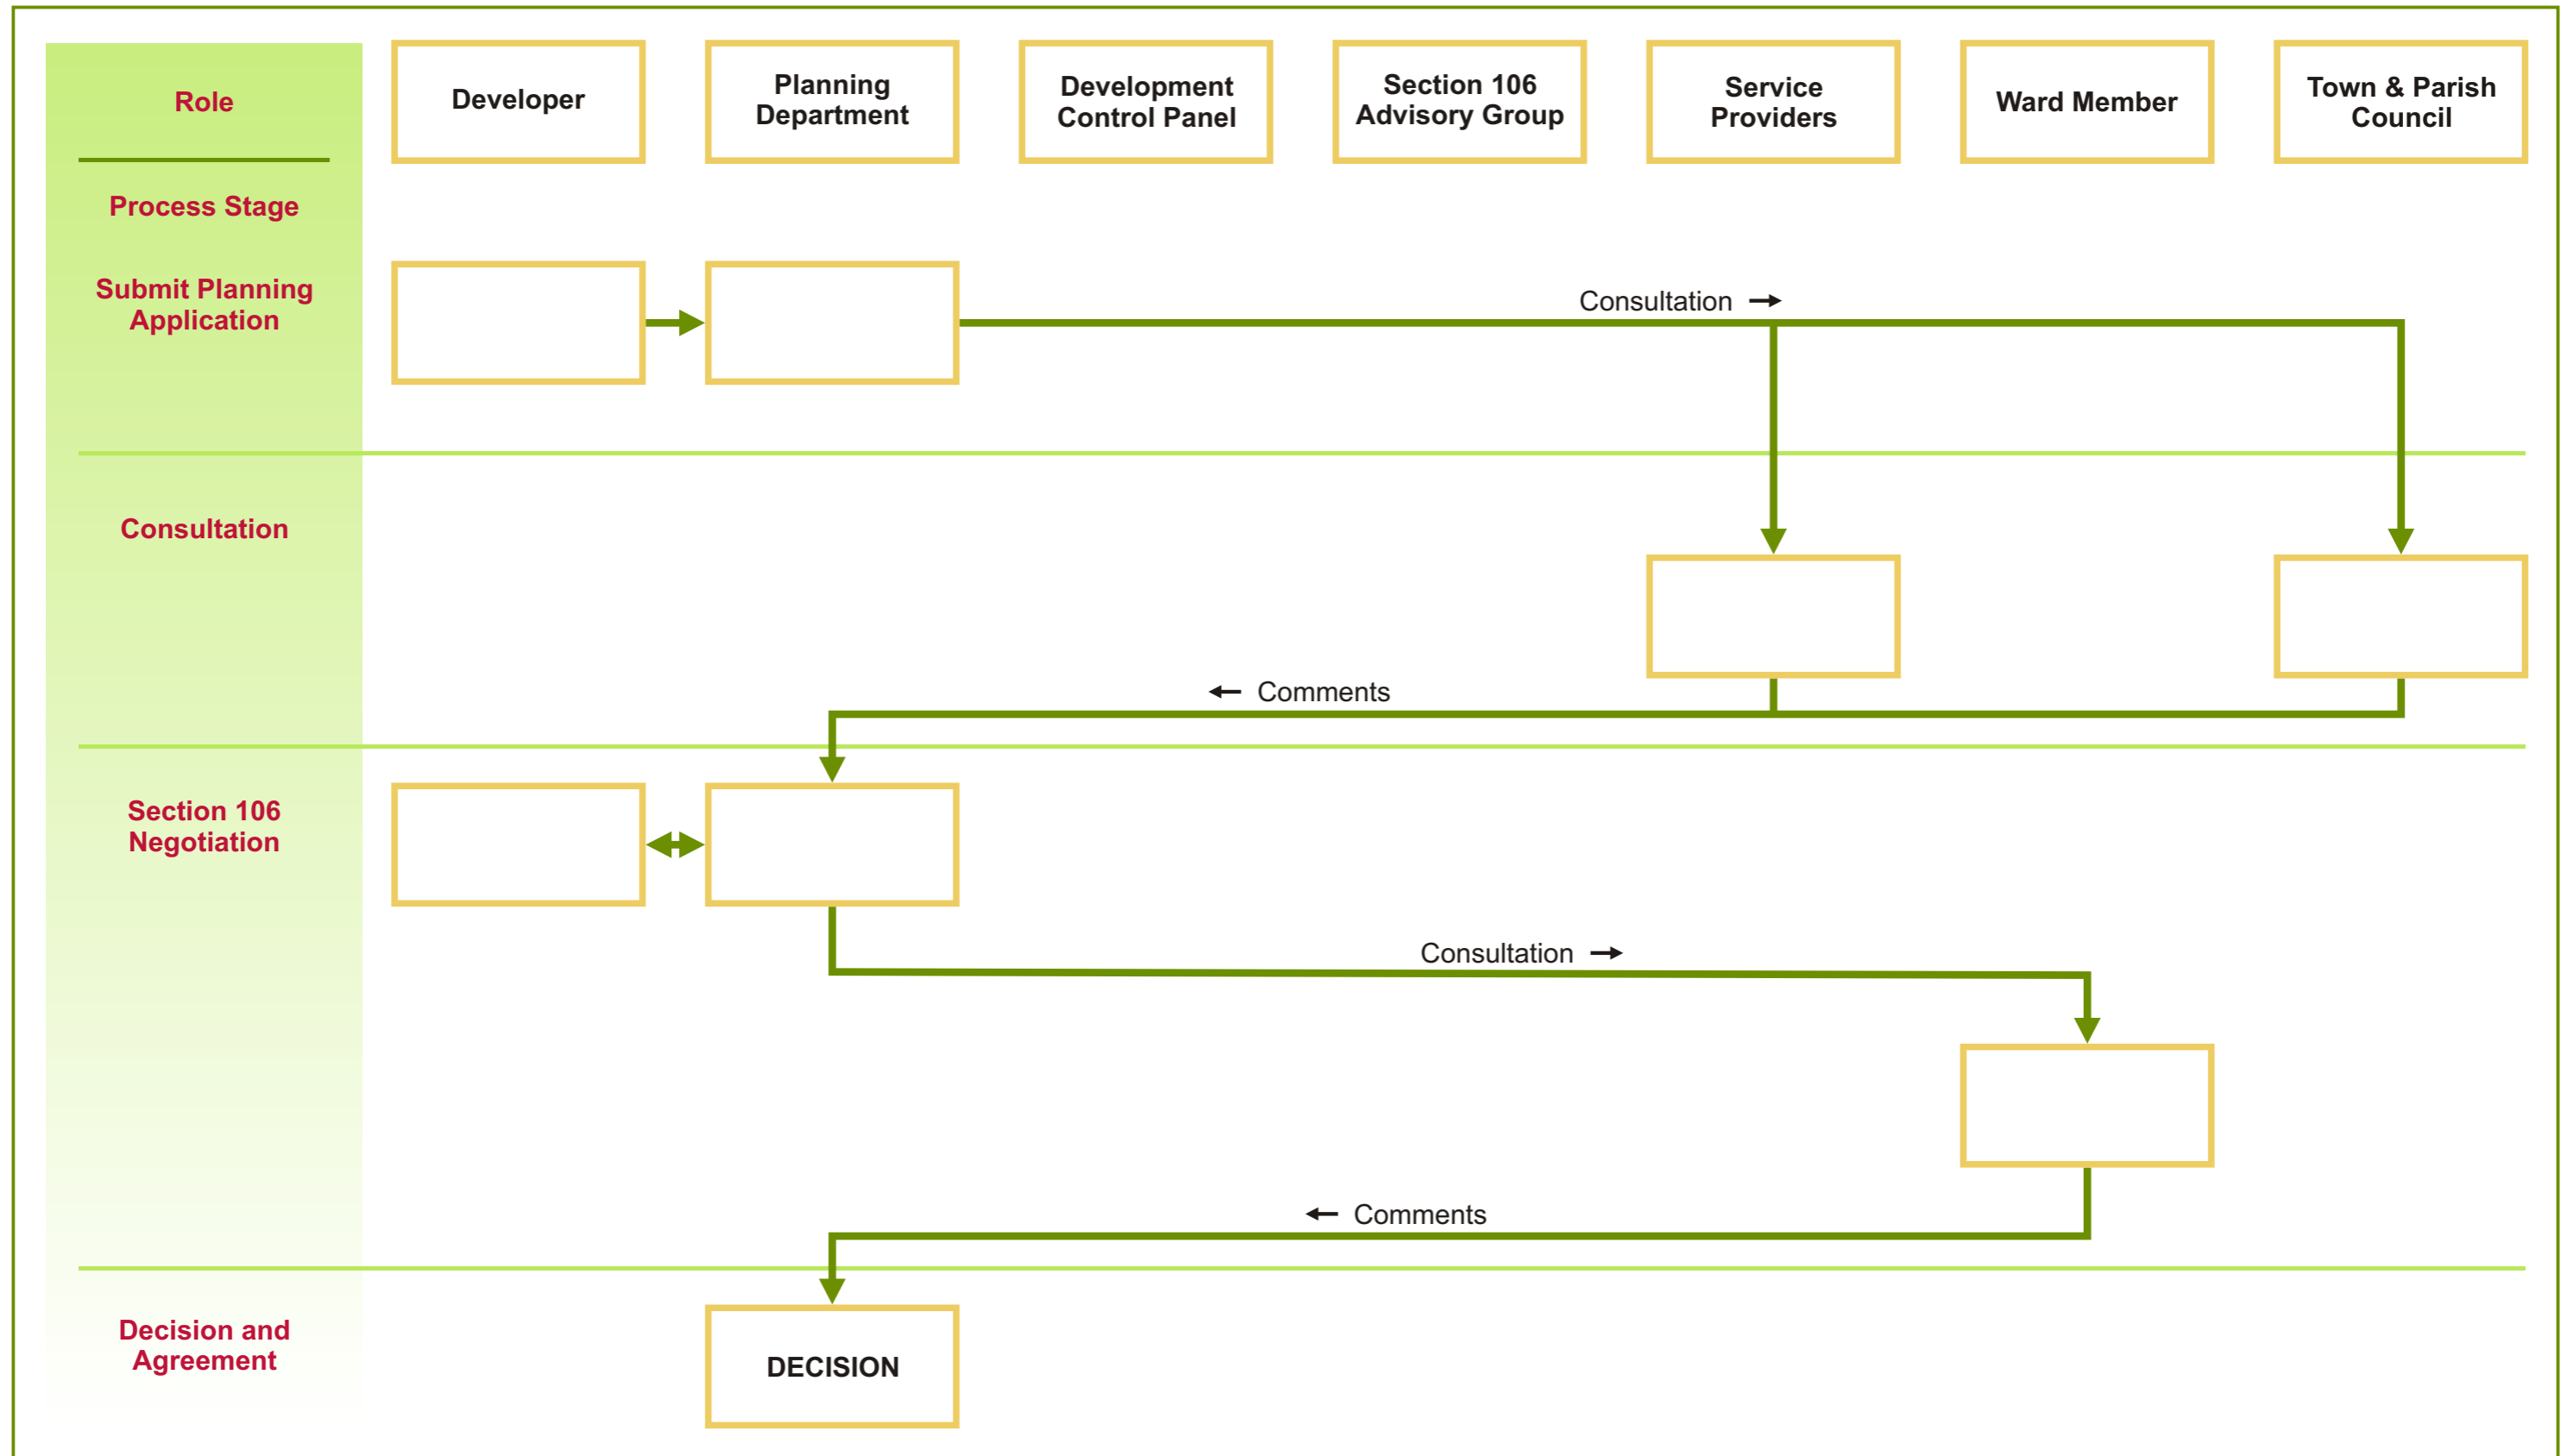 Role
Developer
Planning
Department
Development
Control Panel
Section 106
Advisory Group
Service
Providers
Ward Member
Town & Parish
Council
Process Stage
Submit Planning
Application
Consultation →
Consultation
← Comments
Section 106
Negotiation
Consultation →
← Comments
Decision and
Agreement
DECISION